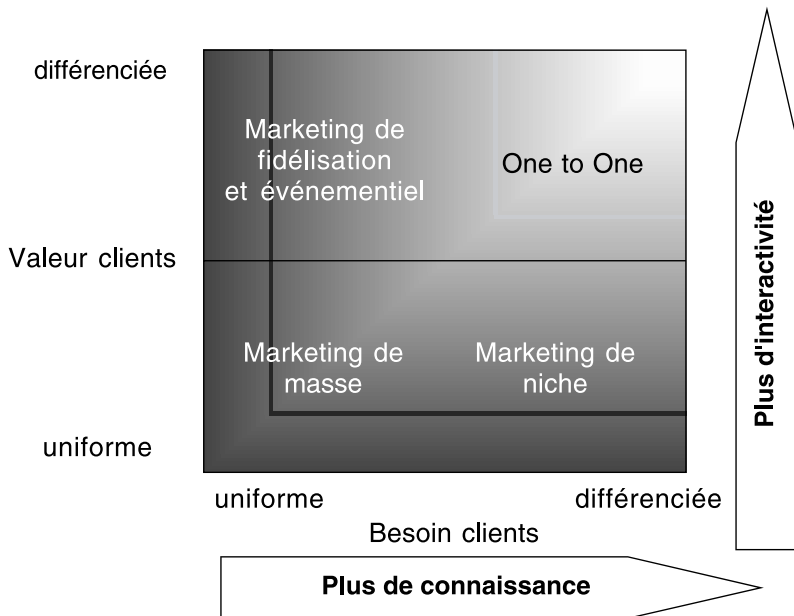 différenciée
Marketing de
fidélisation
et événementiel
One to One
Valeur clients
Marketing de
masse
Marketing de
niche
uniforme
uniforme
différenciée
Besoin clients
Plus de connaissance
Plus d'interactivité